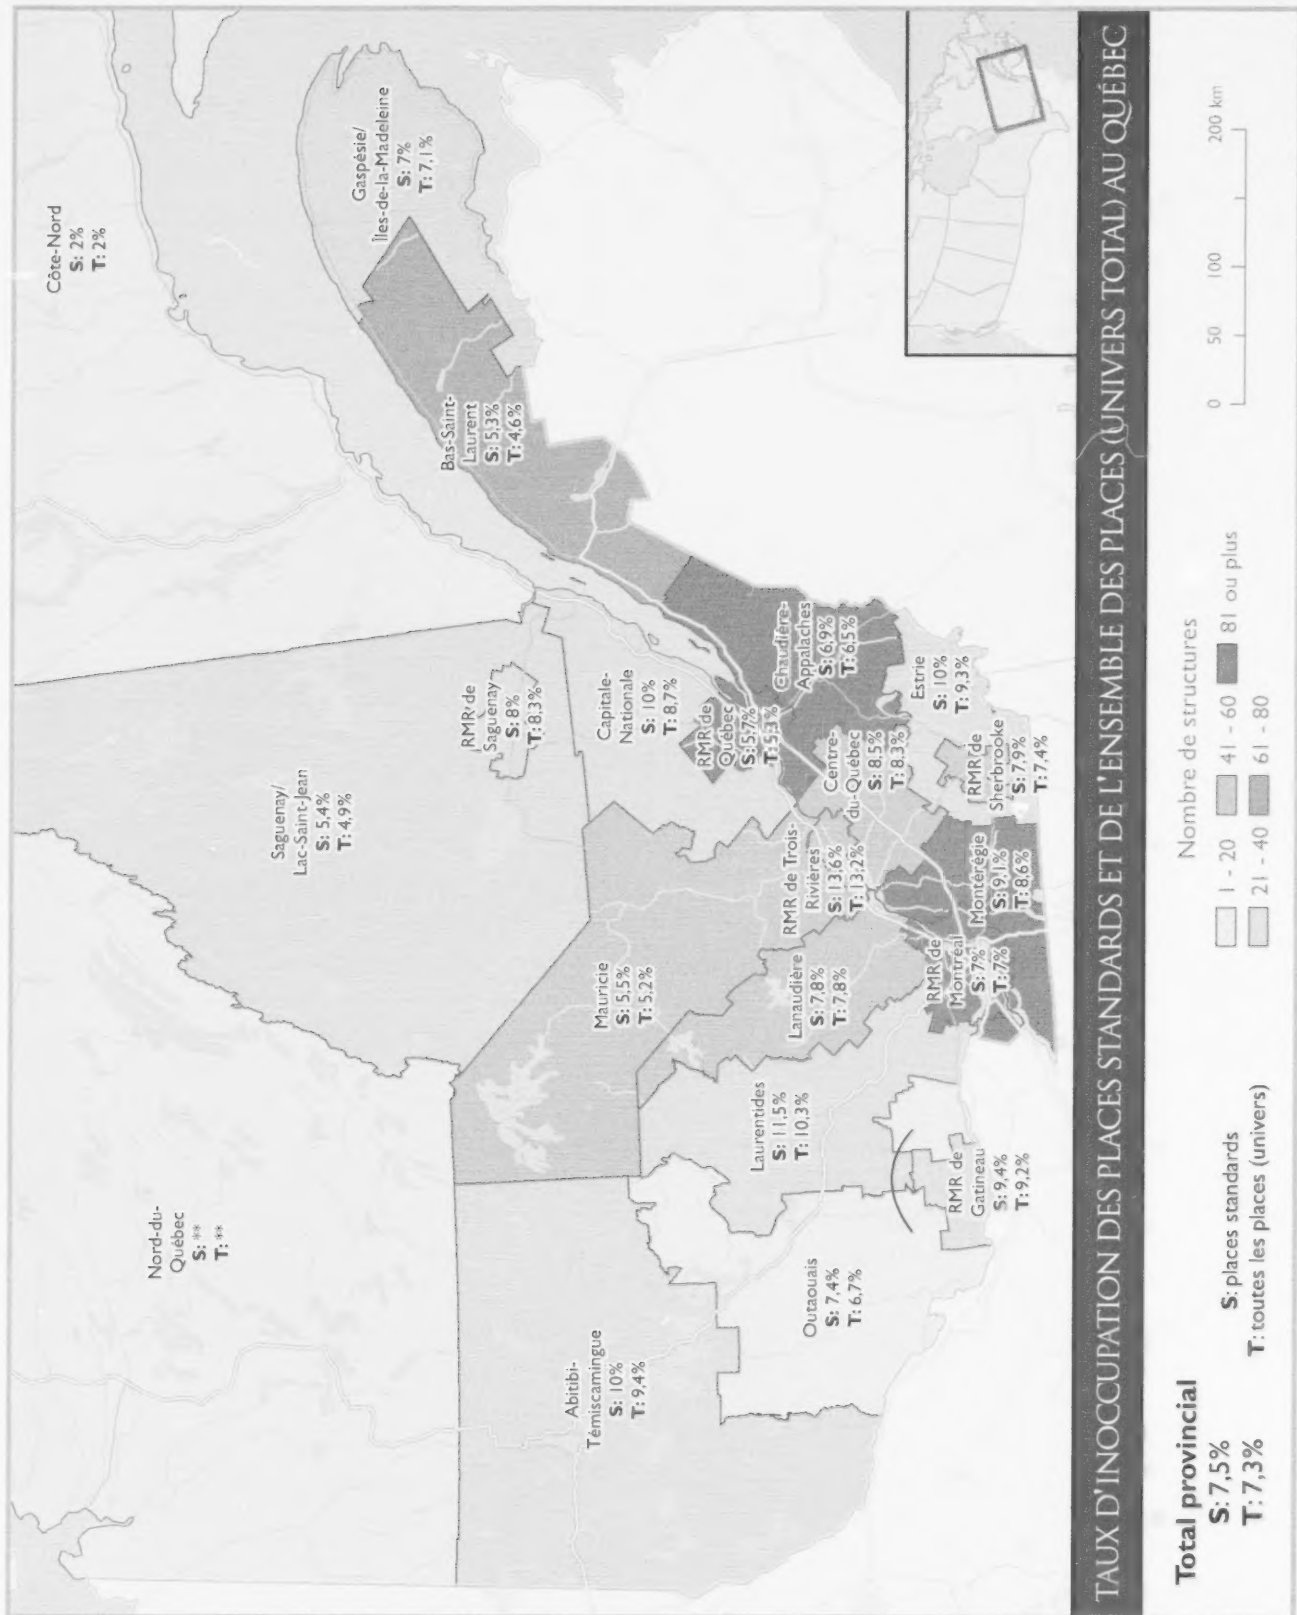 Côte-Nord
S: 2%
T: 2%
Gaspésie/
Îles-de-la-Madeleine
S: 7%
T: 7,1%
Bas-Saint-
Laurent
S: 5,3%
T: 4,6%
Nord-du-
Québec
S: **
T: **
Saguenay/
Lac-Saint-Jean
S: 5,4%
T: 4,9%
RMR de
Saguenay
S: 8%
T: 8,3%
Capitale-
Nationale
S: 10%
T: 8,7%
RMR de
Québec
S: 5,7%
T: 5,3%
Chaudière-
Appalaches
S: 6,9%
T: 6,5%
Abitibi-
Témiscamingue
S: 10%
T: 9,4%
Mauricie
S: 5,5%
T: 5,2%
RMR de Trois-
Rivières
S: 13,6%
T: 13,2%
Centre-
du-Québec
S: 8,5%
T: 8,3%
Estrie
S: 10%
T: 9,3%
RMR de
Sherbrooke
S: 7,9%
T: 7,4%
Outaouais
S: 7,4%
T: 6,7%
Laurentides
S: 11,5%
T: 10,3%
Lanaudière
S: 7,8%
T: 7,8%
RMR de
Gatineau
S: 9,4%
T: 9,2%
RMR de
Montréal
S: 7%
T: 7%
Montérégie
S: 9,1%
T: 8,6%
TAUX D'INOCCUPATION DES PLACES STANDARDS ET DE L'ENSEMBLE DES PLACES (UNIVERS TOTAL) AU QUÉBEC
Total provincial
S: 7,5%
T: 7,3%
S: places standards
T: toutes les places (univers)
Nombre de structures
1 - 20
41 - 60
81 ou plus
21 - 40
61 - 80
0 50 100 200 km